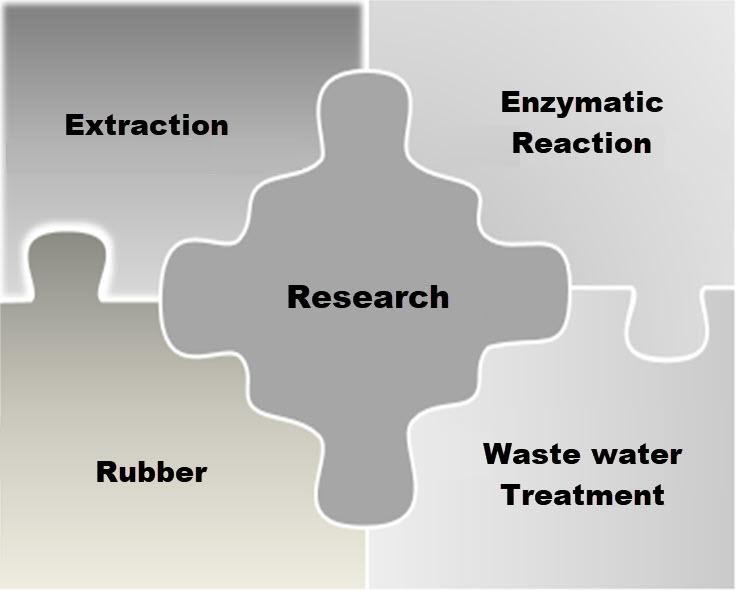 Extraction
Enzymatic
Reaction
Research
Rubber
Waste water
Treatment